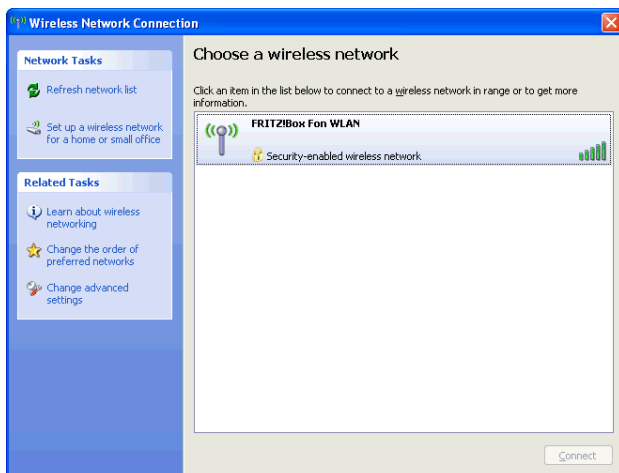 Wireless Network Connection
Network Tasks
Refresh network list
Set up a wireless network
for a home or small office
Related Tasks
Learn about wireless
networking
Change the order of
preferred networks
Change advanced
settings
Choose a wireless network
Click an item in the list below to connect to a wireless network in range or to get more
information.
FRITZ!Box Fon WLAN
Security-enabled wireless network
Connect